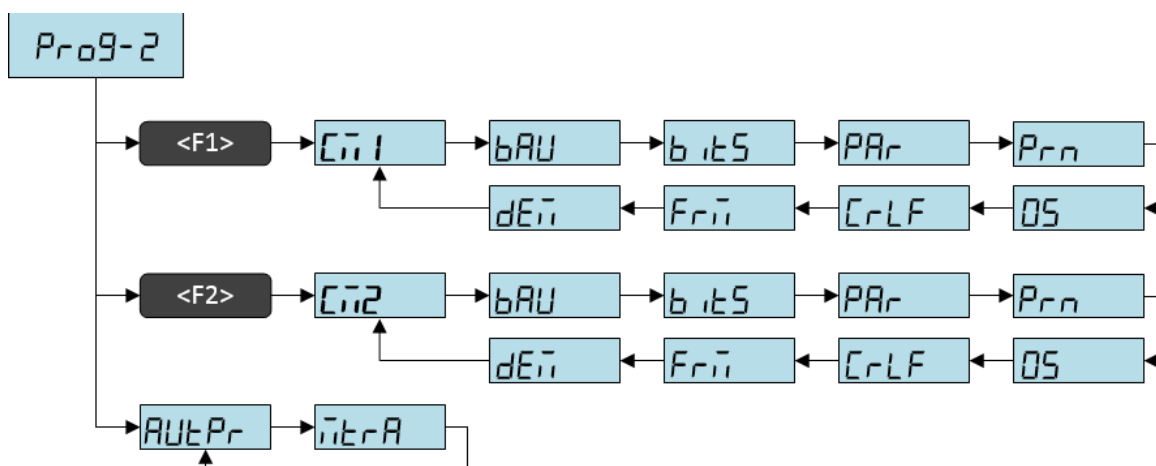 Prog-2
<F1> Cm1 bAU bitS PAr Prn
dEm Frm CrLF OS
<F2> Cm2 bAU bitS PAr Prn
dEm Frm CrLF OS
AUtPr mtrA